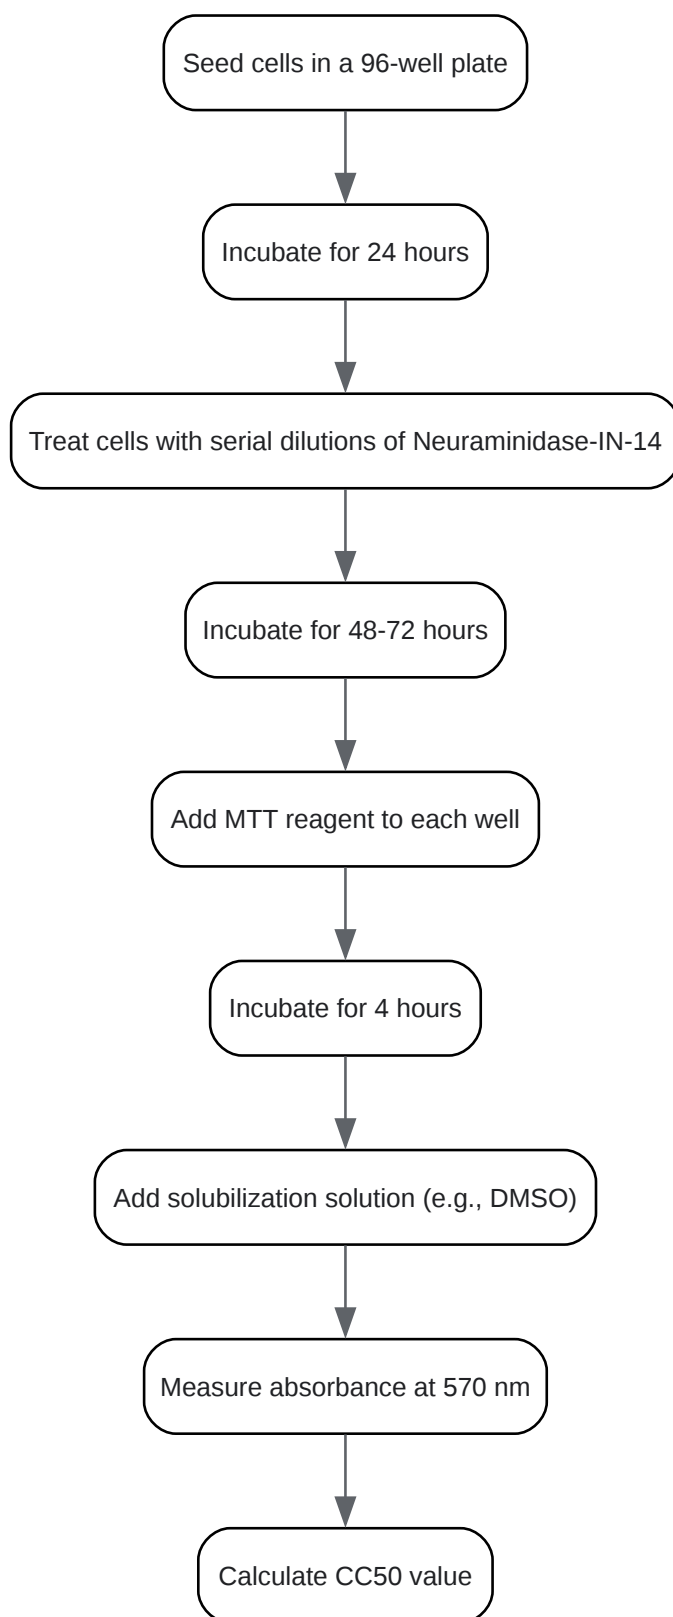 Seed cells in a 96-well plate
Incubate for 24 hours
Treat cells with serial dilutions of Neuraminidase-IN-14
Incubate for 48-72 hours
Add MTT reagent to each well
Incubate for 4 hours
Add solubilization solution (e.g., DMSO)
Measure absorbance at 570 nm
Calculate CC50 value